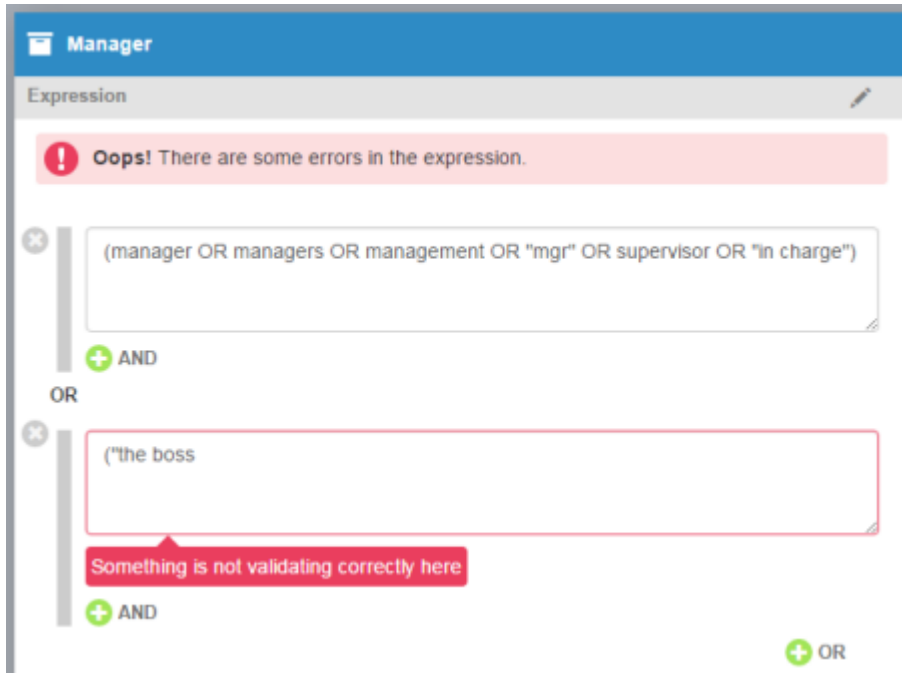 Manager
Expression
Oops! There are some errors in the expression.
(manager OR managers OR management OR "mgr" OR supervisor OR "in charge")
AND
OR
("the boss
Something is not validating correctly here
AND
OR